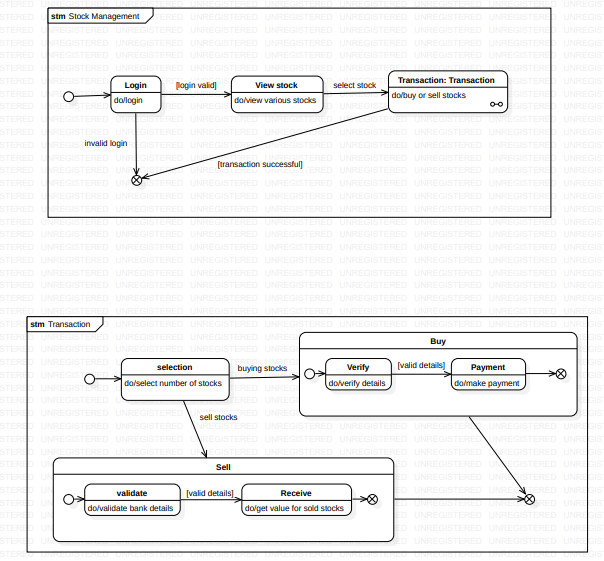 stm Stock Management
Login
do/login
[login valid]
View stock
do/view various stocks
select stock
Transaction: Transaction
do/buy or sell stocks
invalid login
[transaction successful]
stm Transaction
selection
do/select number of stocks
buying stocks
Buy
Verify
do/verify details
[valid details]
Payment
do/make payment
sell stocks
Sell
validate
do/validate bank details
[valid details]
Receive
do/get value for sold stocks
UNREGISTERED